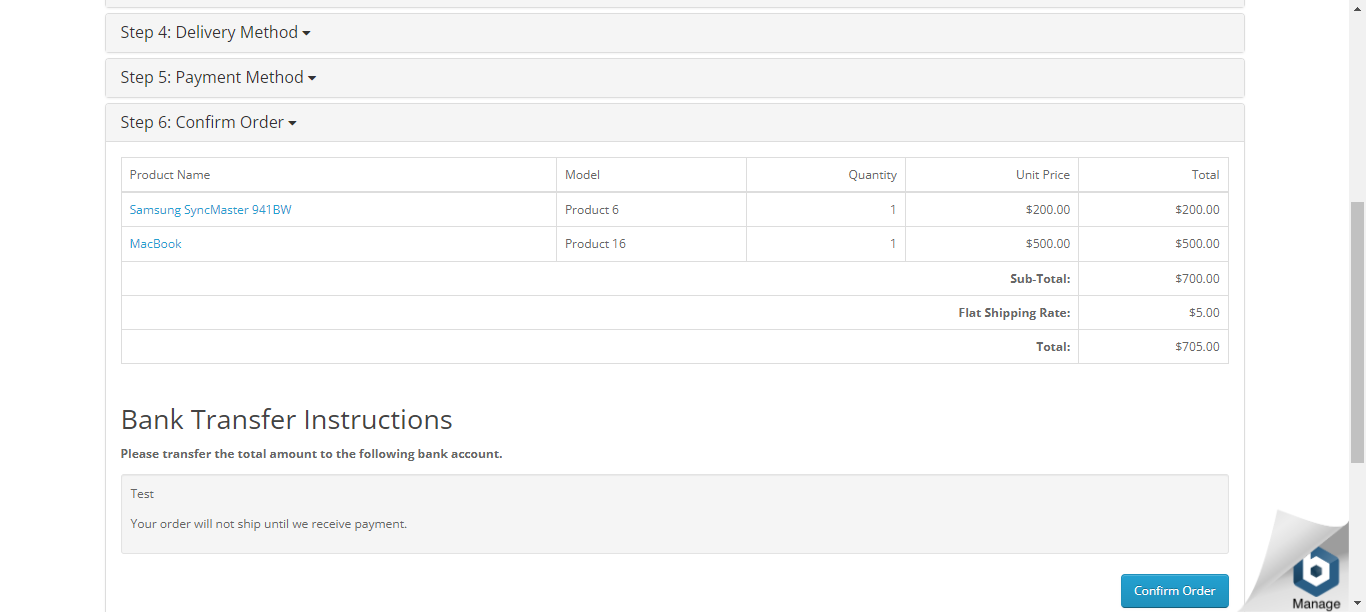 Step 4: Delivery Method
Step 5: Payment Method
Step 6: Confirm Order
Product Name Model Quantity Unit Price Total
Samsung SyncMaster 941BW Product 6 1 $200.00 $200.00
MacBook Product 16 1 $500.00 $500.00
Sub-Total: $700.00
Flat Shipping Rate: $5.00
Total: $705.00
Bank Transfer Instructions
Please transfer the total amount to the following bank account.
Test
Your order will not ship until we receive payment.
Confirm Order
b
Manage